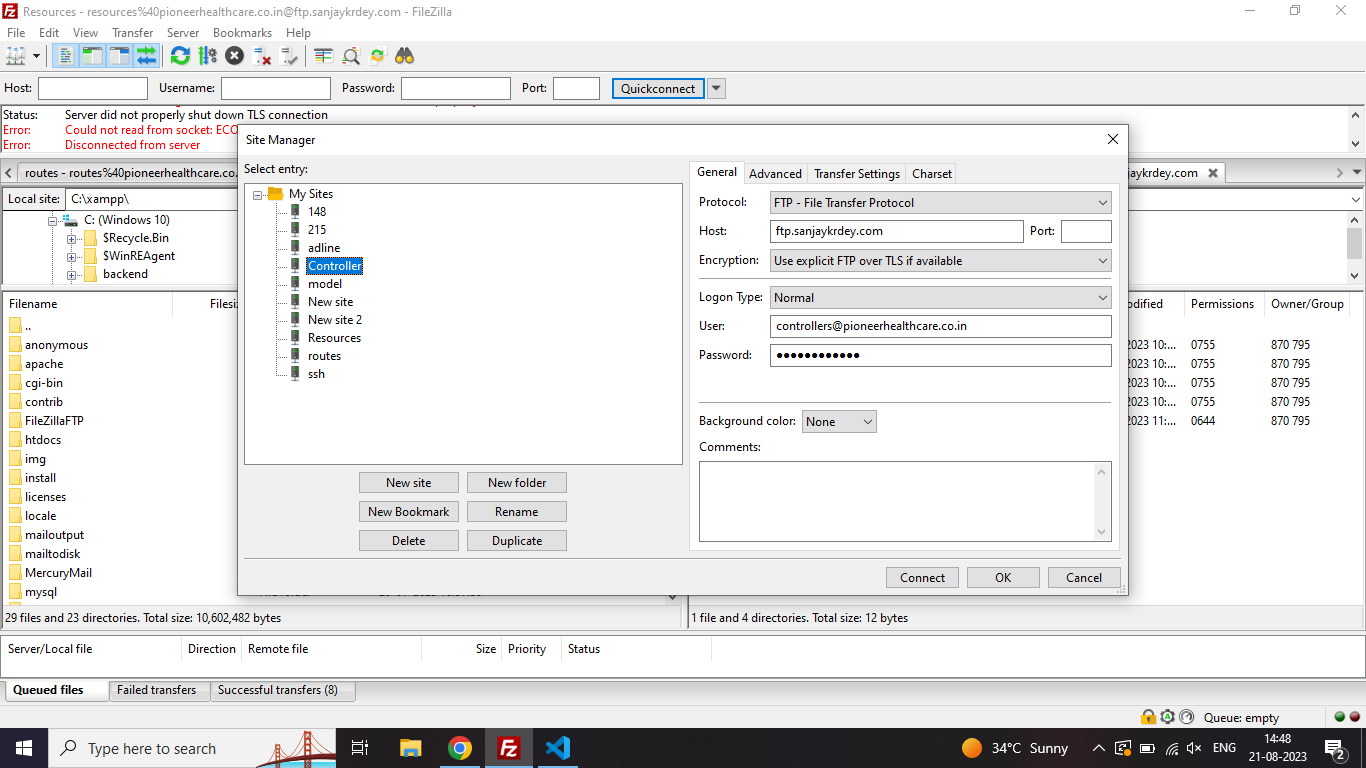 Resources - resources%40pioneerhealthcare.co.in@ftp.sanjaykrdey.com - FileZilla
File Edit View Transfer Server Bookmarks Help
Host: Username: Password: Port: Quickconnect
Status: Server did not properly shut down TLS connection
Error: Could not read from socket: ECO
Error: Disconnected from server
routes - routes%40pioneerhealthcare.co.
aykrdey.com
Local site: C:\xampp\
C: (Windows 10)
$Recycle.Bin
$WinREAgent
backend
Filename Filesi
..
anonymous
apache
cgi-bin
contrib
FileZillaFTP
htdocs
img
install
licenses
locale
mailoutput
mailtodisk
MercuryMail
mysql
29 files and 23 directories. Total size: 10,602,482 bytes
Site Manager
Select entry:
My Sites
148
215
adline
Controller
model
New site
New site 2
Resources
routes
ssh
New site New folder
New Bookmark Rename
Delete Duplicate
General Advanced Transfer Settings Charset
Protocol: FTP - File Transfer Protocol
Host: ftp.sanjaykrdey.com Port:
Encryption: Use explicit FTP over TLS if available
Logon Type: Normal
User: controllers@pioneerhealthcare.co.in
Password: ●●●●●●●●●●●●
Background color: None
Comments:
Connect OK Cancel
odified Permissions Owner/Group
2023 10:... 0755 870 795
2023 10:... 0755 870 795
2023 10:... 0755 870 795
2023 10:... 0755 870 795
2023 11:... 0644 870 795
1 file and 4 directories. Total size: 12 bytes
Server/Local file Direction Remote file Size Priority Status
Queued files Failed transfers Successful transfers (8)
Queue: empty
Type here to search
34°C Sunny
ENG
14:48
21-08-2023
2